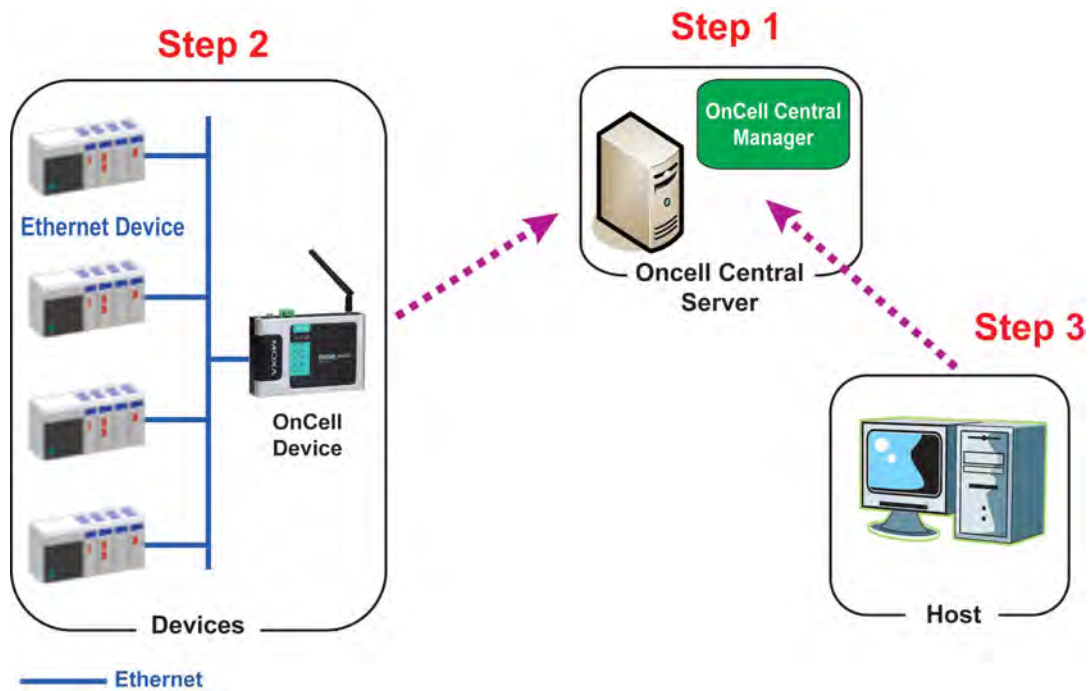 Step 1
Step 2
OnCell Central
Manager
Ethernet Device
Oncell Central
Server
Step 3
MOXA
OnCell
Device
Devices
Host
Ethernet